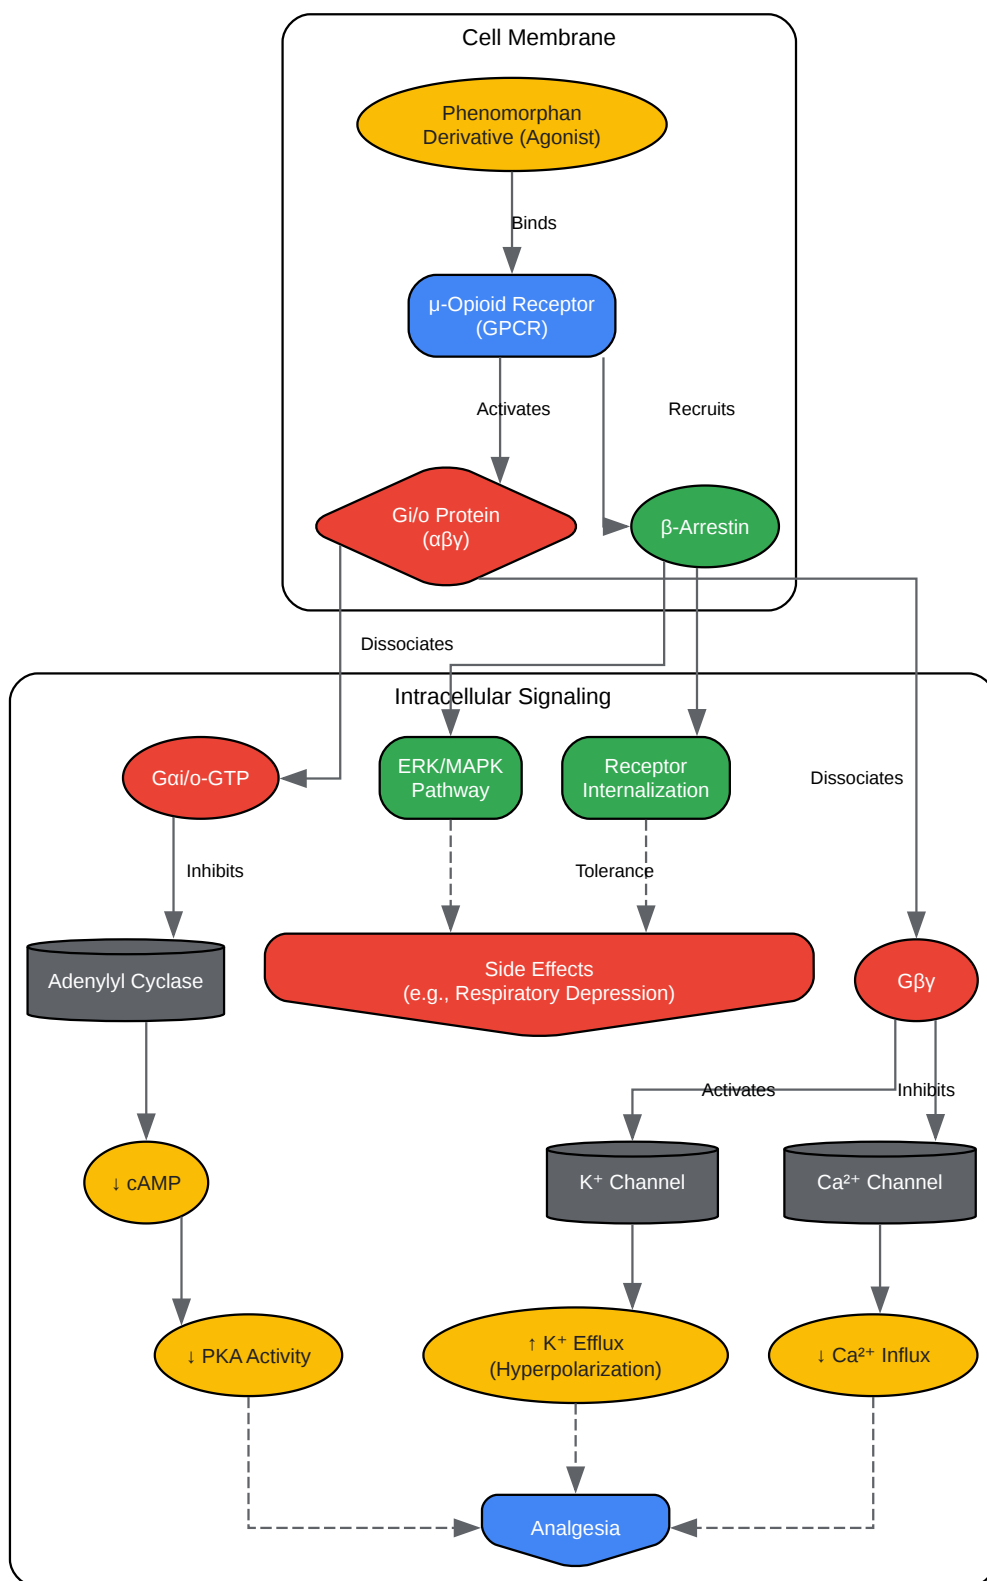 Cell Membrane
Phenomorphan
Derivative (Agonist)
Binds
μ-Opioid Receptor
(GPCR)
Activates
Recruits
Gi/o Protein
(αβγ)
β-Arrestin
Dissociates
Intracellular Signaling
Gαi/o-GTP
ERK/MAPK
Pathway
Receptor
Internalization
Dissociates
Inhibits
Tolerance
Adenylyl Cyclase
Side Effects
(e.g., Respiratory Depression)
Gβγ
Activates
Inhibits
↓ cAMP
K⁺ Channel
Ca²⁺ Channel
↓ PKA Activity
↑ K⁺ Efflux
(Hyperpolarization)
↓ Ca²⁺ Influx
Analgesia